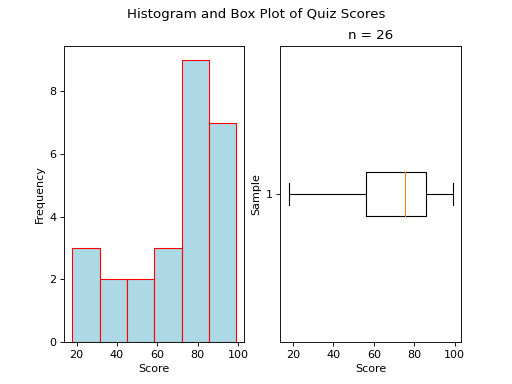 Histogram and Box Plot of Quiz Scores
n = 26
Frequency
8
6
4
2
0
20 40 60 80 100
Score
Sample
1
20 40 60 80 100
Score